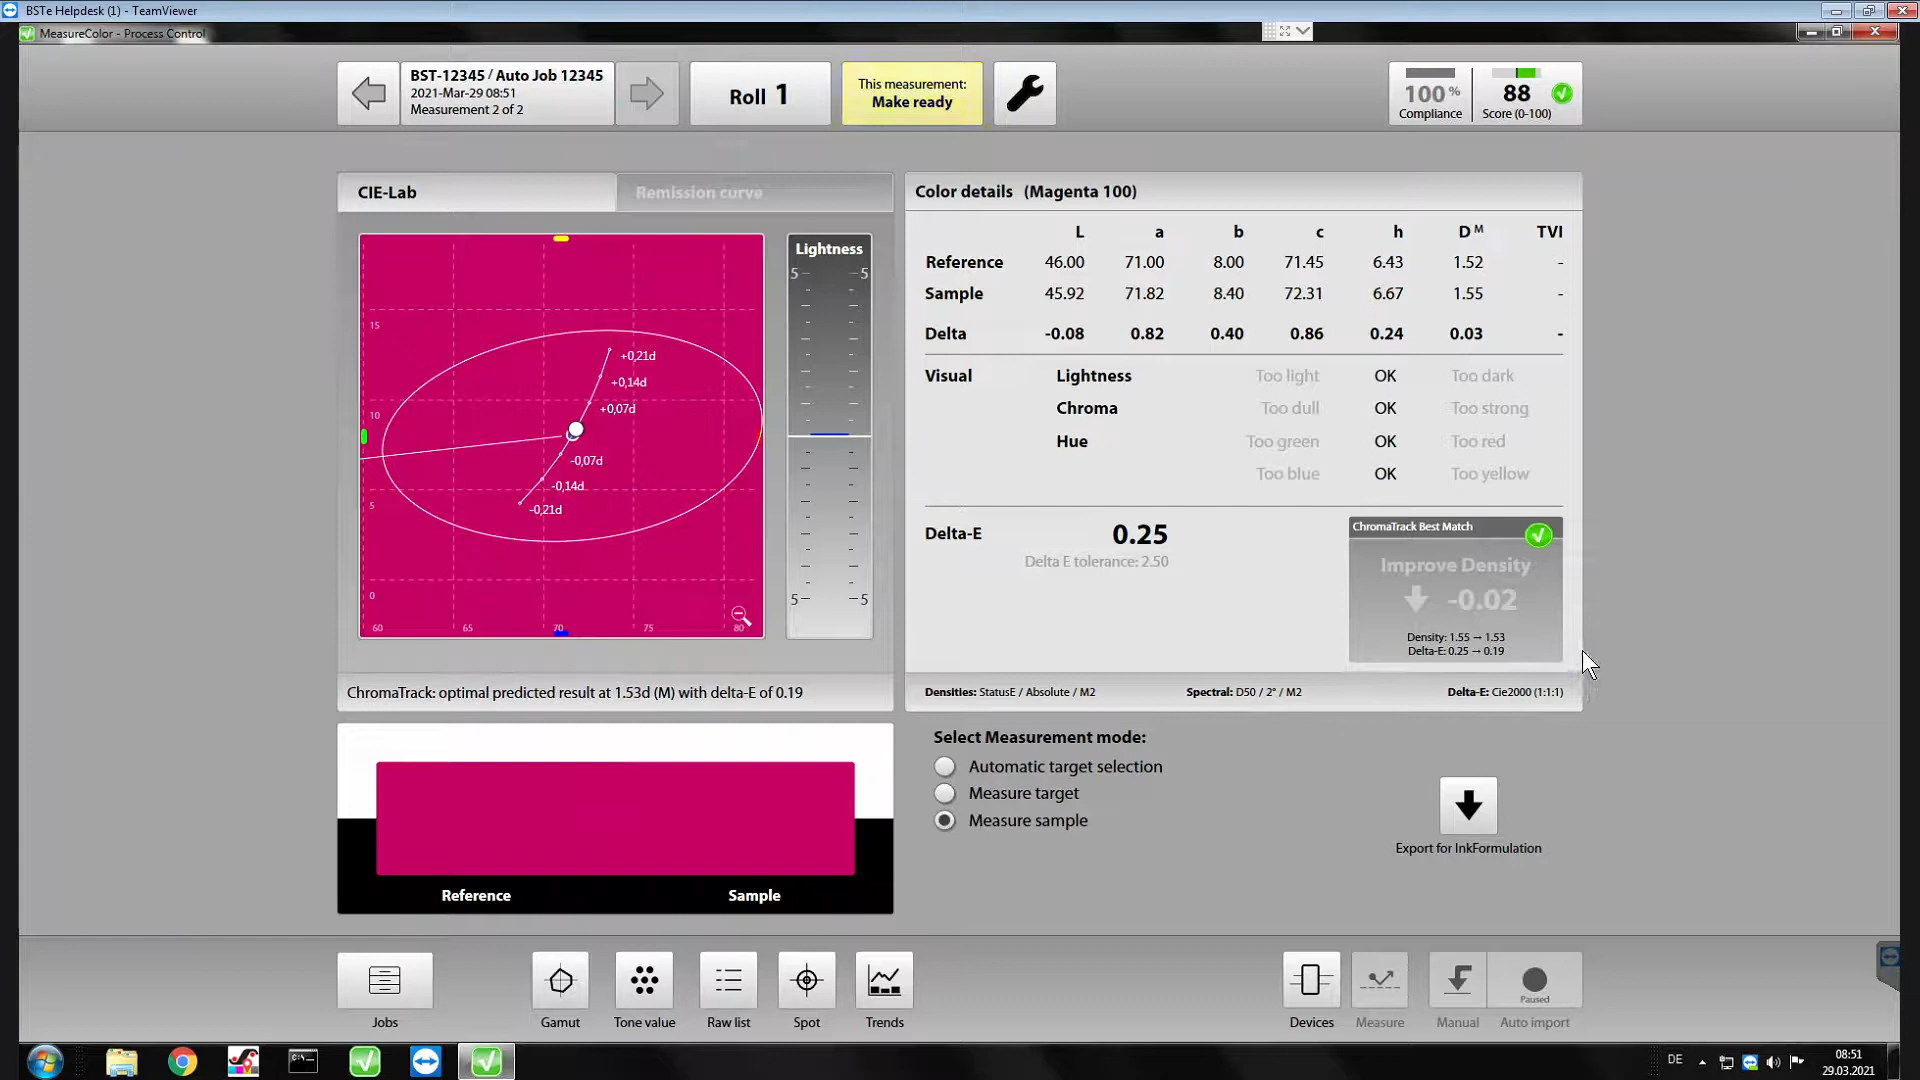 BSTe Helpdesk (1) - TeamViewer
MeasureColor - Process Control
BST-12345 / Auto Job 12345
2021-Mar-29 08:51
Measurement 2 of 2
Roll 1
This measurement:
Make ready
100 %
Compliance
88
Score (0-100)
CIE-Lab
Remission curve
15
10
5
0
60 65 70 75 80
+0,21d
+0,14d
+0,07d
-0,07d
-0,14d
-0,21d
Lightness
5 5
5 5
ChromaTrack: optimal predicted result at 1.53d (M) with delta-E of 0.19
Color details (Magenta 100)
L a b c h D M TVI
Reference 46.00 71.00 8.00 71.45 6.43 1.52 -
Sample 45.92 71.82 8.40 72.31 6.67 1.55 -
Delta -0.08 0.82 0.40 0.86 0.24 0.03 -
Visual Lightness Too light OK Too dark
Chroma Too dull OK Too strong
Hue Too green OK Too red
Too blue OK Too yellow
Delta-E 0.25
Delta E tolerance: 2.50
ChromaTrack Best Match
Improve Density
-0.02
Density: 1.55 → 1.53
Delta-E: 0.25 → 0.19
Densities: StatusE / Absolute / M2 Spectral: D50 / 2° / M2 Delta-E: Cie2000 (1:1:1)
Reference Sample
Select Measurement mode:
Automatic target selection
Measure target
Measure sample
Export for InkFormulation
Jobs Gamut Tone value Raw list Spot Trends
Devices Measure Manual Auto import
Paused
C:\_
DE
08:51
29.03.2021